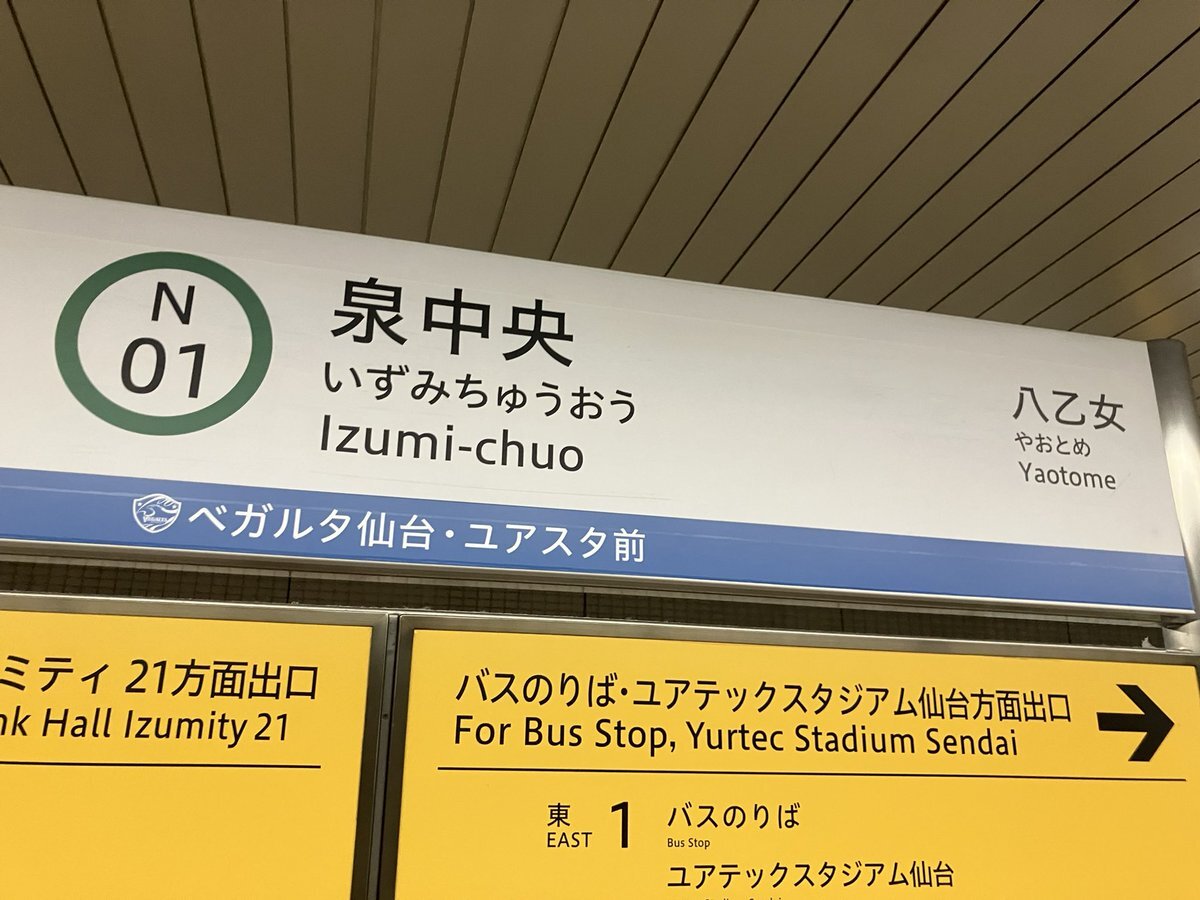 N
01
泉中央
いずみちゅうおう
Izumi-chuo
八乙女
やおとめ
Yaotome
ベガルタ仙台・ユアスタ前
ミティ 21方面出口
nk Hall Izumity 21
バスのりば・ユアテックスタジアム仙台方面出口
For Bus Stop, Yurtec Stadium Sendai
東
EAST
1
バスのりば
Bus Stop
ユアテックスタジアム仙台